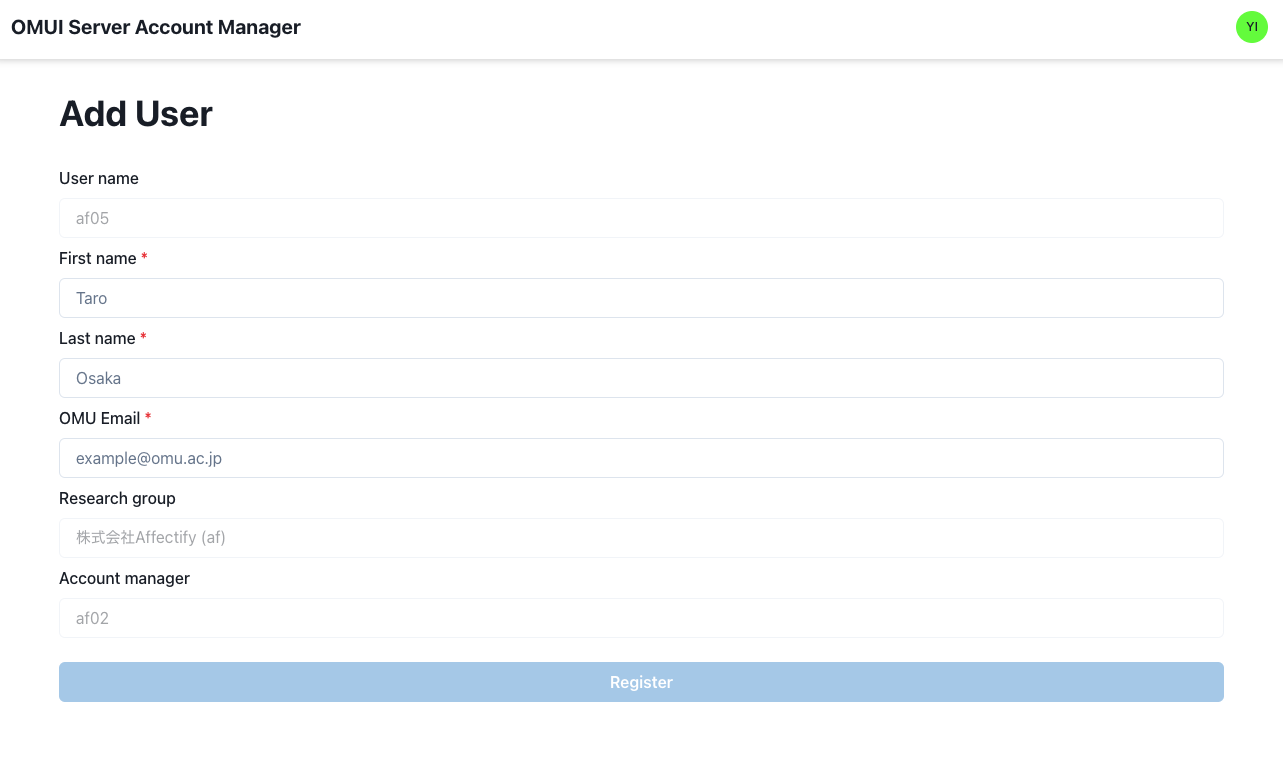 OMUI Server Account Manager
YI
Add User
User name
af05
First name *
Taro
Last name *
Osaka
OMU Email *
example@omu.ac.jp
Research group
株式会社Affectify (af)
Account manager
af02
Register